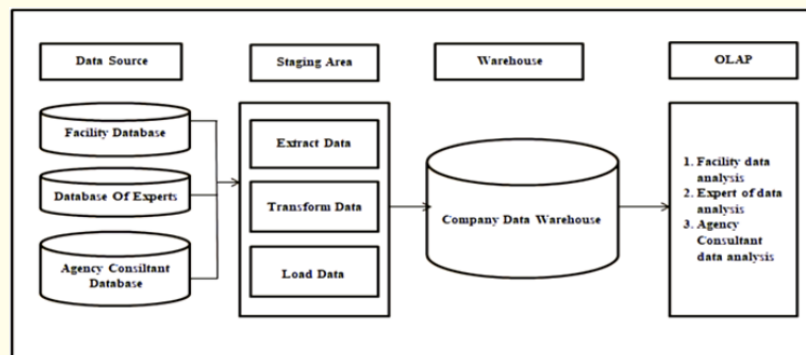 Data Source
Staging Area
Warehouse
OLAP
Facility Database
Database Of Experts
Agency Consiltant
Database
Extract Data
Transform Data
Load Data
Company Data Warehouse
1. Facility data
analysis
2. Expert of data
analysis
3. Agency
Consultant
data analysis